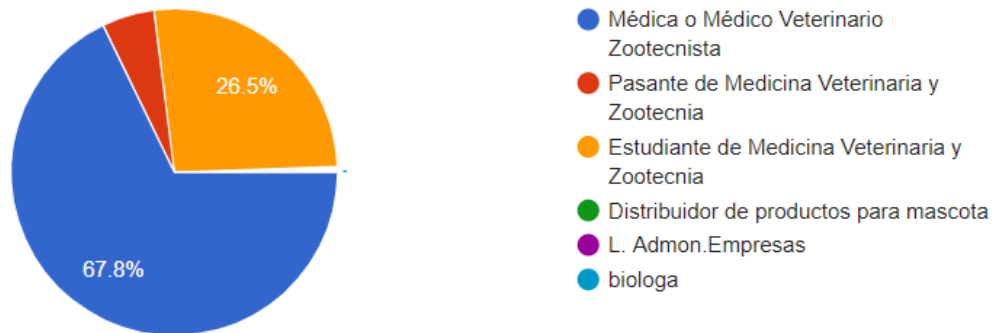 26.5%
67.8%
Médica o Médico Veterinario
Zootecnista
Pasante de Medicina Veterinaria y
Zootecnia
Estudiante de Medicina Veterinaria y
Zootecnia
Distribuidor de productos para mascota
L. Admon.Empresas
biologa